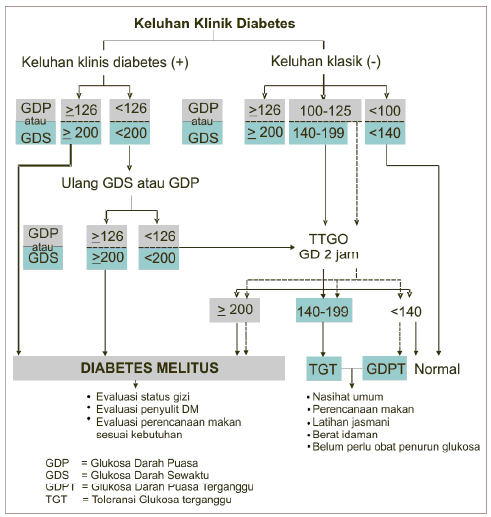 Keluhan Klinik Diabetes
Keluhan klinis diabetes (+)
Keluhan klasik (-)
GDP
atau
GDS
≥126
≥ 200
<126
<200
GDP
atau
GDS
≥126
≥ 200
100-125
140-199
<100
<140
Ulang GDS atau GDP
GDP
atau
GDS
≥126
≥200
<126
<200
TTGO
GD 2 jam
≥ 200
140-199
<140
DIABETES MELITUS
TGT
GDPT
Normal
• Evaluasi status gizi
• Evaluasi penyulit DM
• Evaluasi perencanaan makan
sesuai kebutuhan
• Nasihat umum
• Perencanaan makan
• Latihan jasmani
• Berat idaman
• Belum perlu obat penurun glukosa
GDP = Glukosa Darah Puasa
GDS = Glukosa Darah Sewaktu
GDPT = Glukosa Darah Puasa Terganggu
TGT = Toleransi Glukosa terganggu